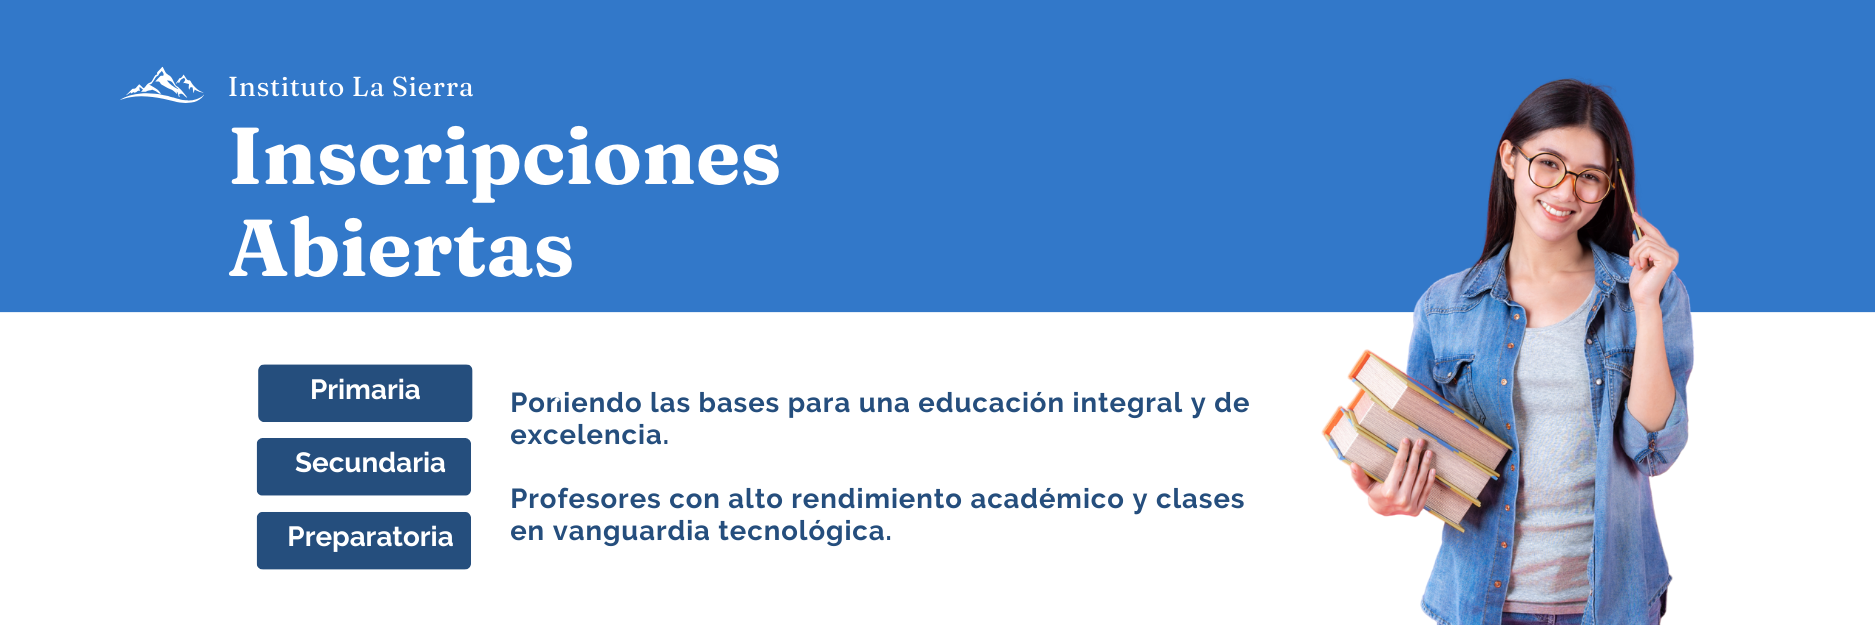 Instituto La Sierra
Inscripciones
Abiertas
Primaria
Secundaria
Preparatoria
Poniendo las bases para una educación integral y de
excelencia.
Profesores con alto rendimiento académico y clases
en vanguardia tecnológica.